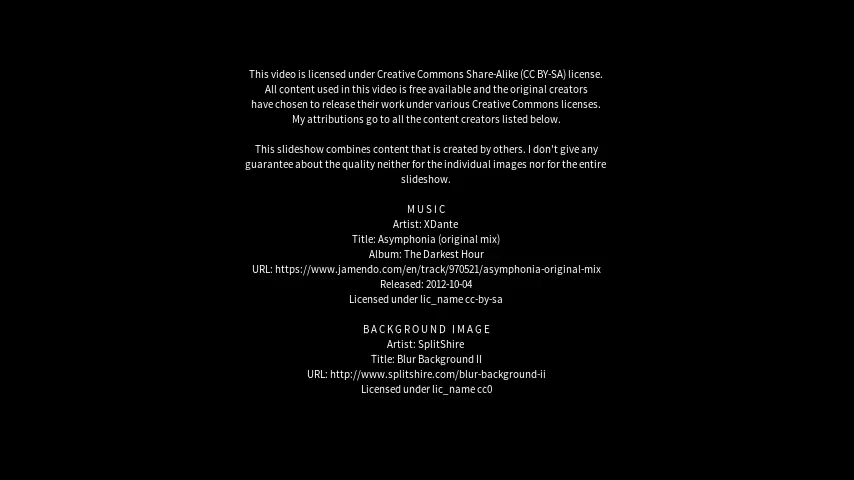 This video is licensed under Creative Commons Share-Alike (CC BY-SA) license.
All content used in this video is free available and the original creators
have chosen to release their work under various Creative Commons licenses.
My attributions go to all the content creators listed below.
This slideshow combines content that is created by others. I don't give any
guarantee about the quality neither for the individual images nor for the entire
slideshow.
MUSIC
Artist: XDante
Title: Asymphonia (original mix)
Album: The Darkest Hour
URL: https://www.jamendo.com/en/track/970521/asymphonia-original-mix
Released: 2012-10-04
Licensed under lic_name cc-by-sa
BACKGROUND IMAGE
Artist: SplitShire
Title: Blur Background II
URL: http://www.splitshire.com/blur-background-ii
Licensed under lic_name cc0